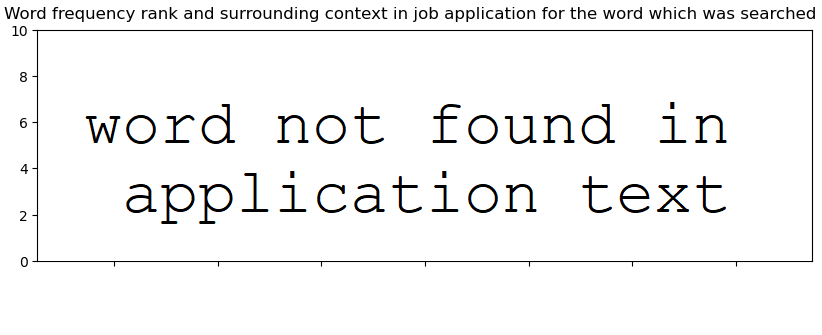 Word frequency rank and surrounding context in job application for the word which was searched
10
8
6
4
2
0
word not found in
application text